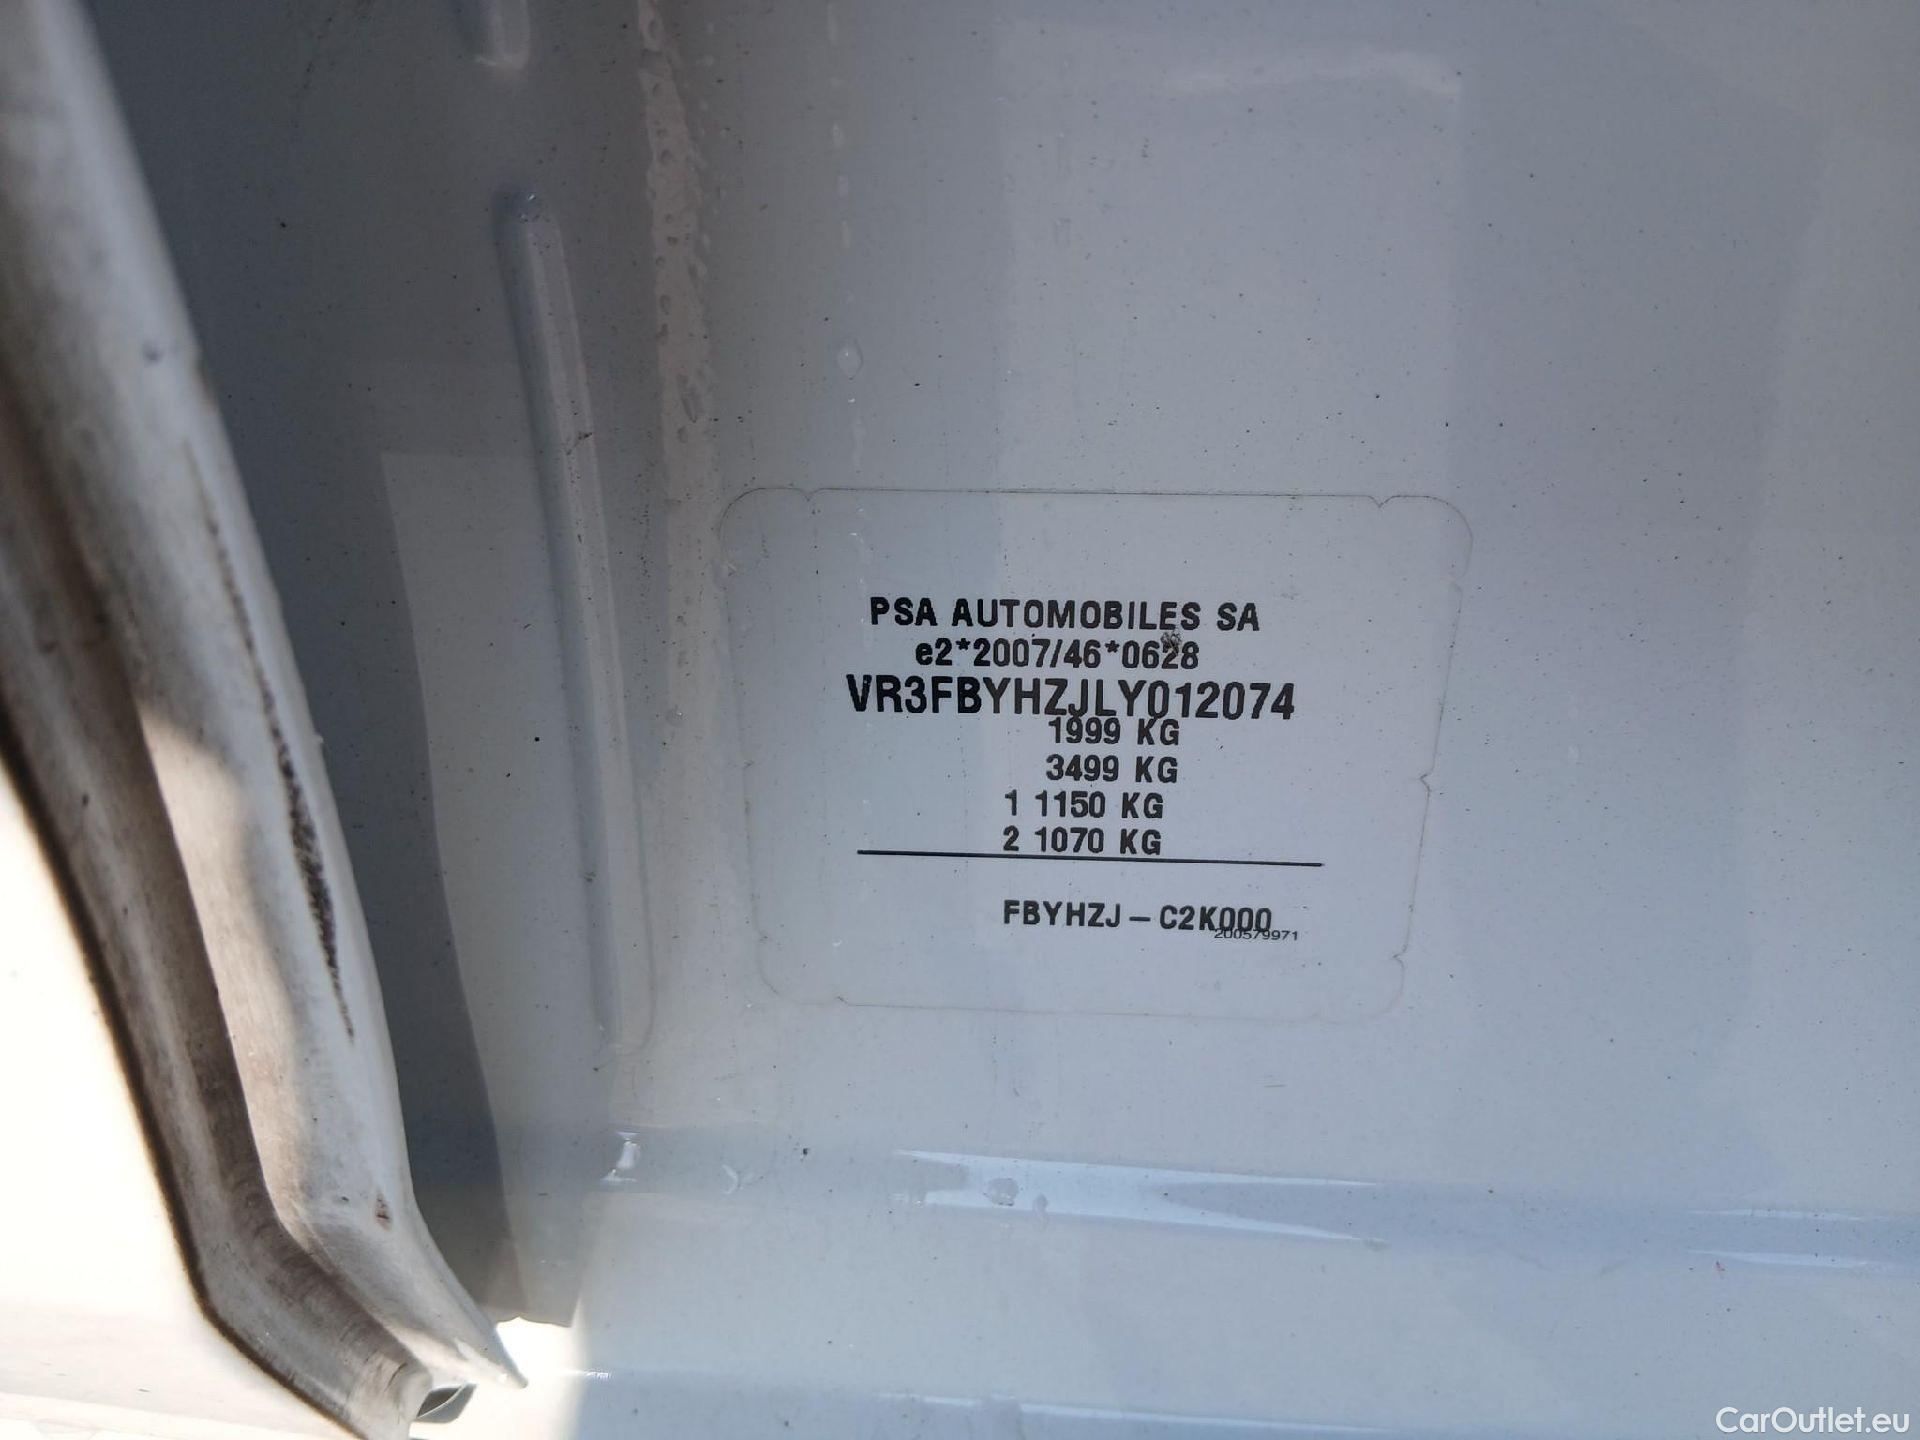 PSA AUTOMOBILES SA
e2*2007/46*0628
VR3FBYHZJLY012074
1999 KG
3499 KG
1 1150 KG
2 1070 KG
FBYHZJ – C2K000
200579971
CarOutlet.eu